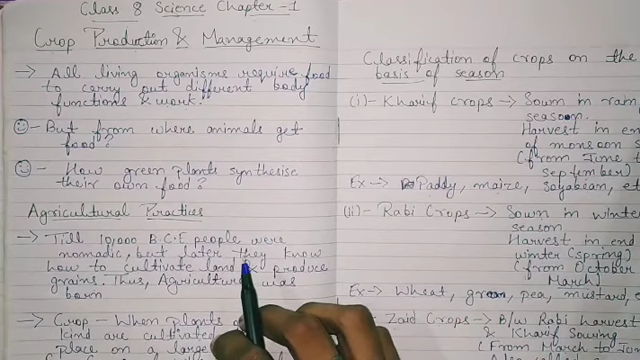 Class 8 Science Chapter-1
Crop Production & Management
→ All living organisms require food
to carry out different body
functions & work.
- But from where animals get
food?
- How green plants synthesise
their own food?
Agricultural Practices
→ Till 10,000 B.C.E people were
nomadic, but later they know
how to cultivate land & produce
grains. Thus, Agriculture was
born
→ Crop - When plants
kind are cultivated
place on a large
Classification of crops on the
basis of season
(i)- Kharif crops → Sown in rain
season.
Harvest in end
of monsoon
(from June to
september)
Ex → Paddy, maize, soyabean,
(ii)- Rabi Crops → Sown in winter
season
Harvest in end
winter (spring)
(from October
March)
Ex → Wheat, gram, pea, mustard,
Zaid Crops → B/w Rabi harvest
& Kharif Sowing
(From March to